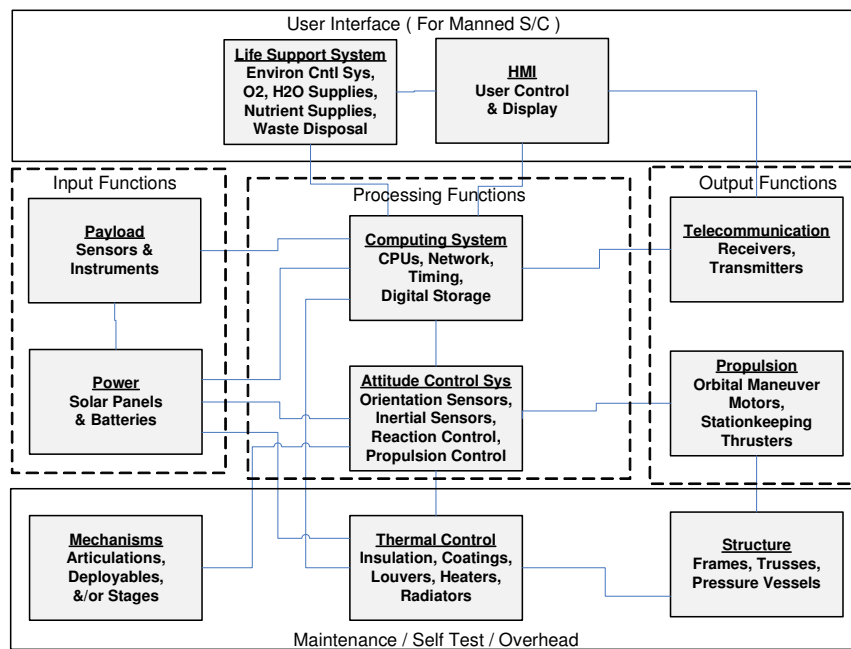 User Interface ( For Manned S/C )
Life Support System
Environ Cntl Sys,
O2, H2O Supplies,
Nutrient Supplies,
Waste Disposal
HMI
User Control
& Display
Input Functions
Processing Functions
Output Functions
Payload
Sensors &
Instruments
Computing System
CPUs, Network,
Timing,
Digital Storage
Telecommunication
Receivers,
Transmitters
Power
Solar Panels
& Batteries
Attitude Control Sys
Orientation Sensors,
Inertial Sensors,
Reaction Control,
Propulsion Control
Propulsion
Orbital Maneuver
Motors,
Stationkeeping
Thrusters
Mechanisms
Articulations,
Deployables,
&/or Stages
Thermal Control
Insulation, Coatings,
Louvers, Heaters,
Radiators
Structure
Frames, Trusses,
Pressure Vessels
Maintenance / Self Test / Overhead